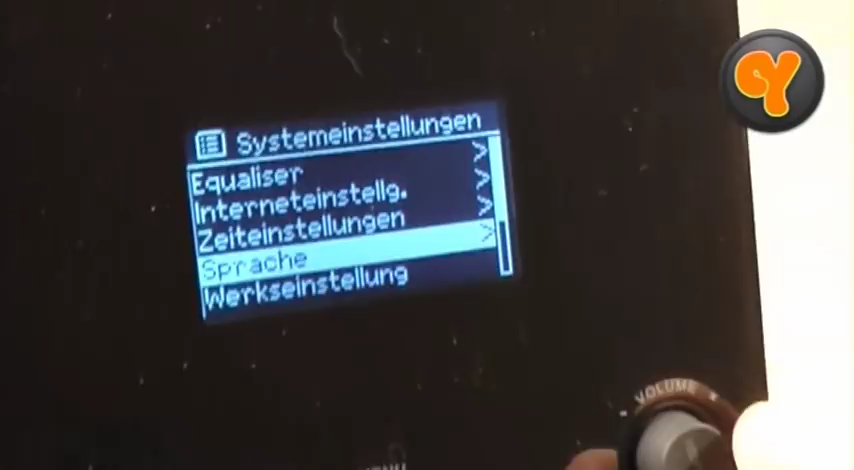 Systemeinstellungen
Equaliser >
Interneteinstellg. >
Zeiteinstellungen >
Sprache >
Werkseinstellung
VOLUME